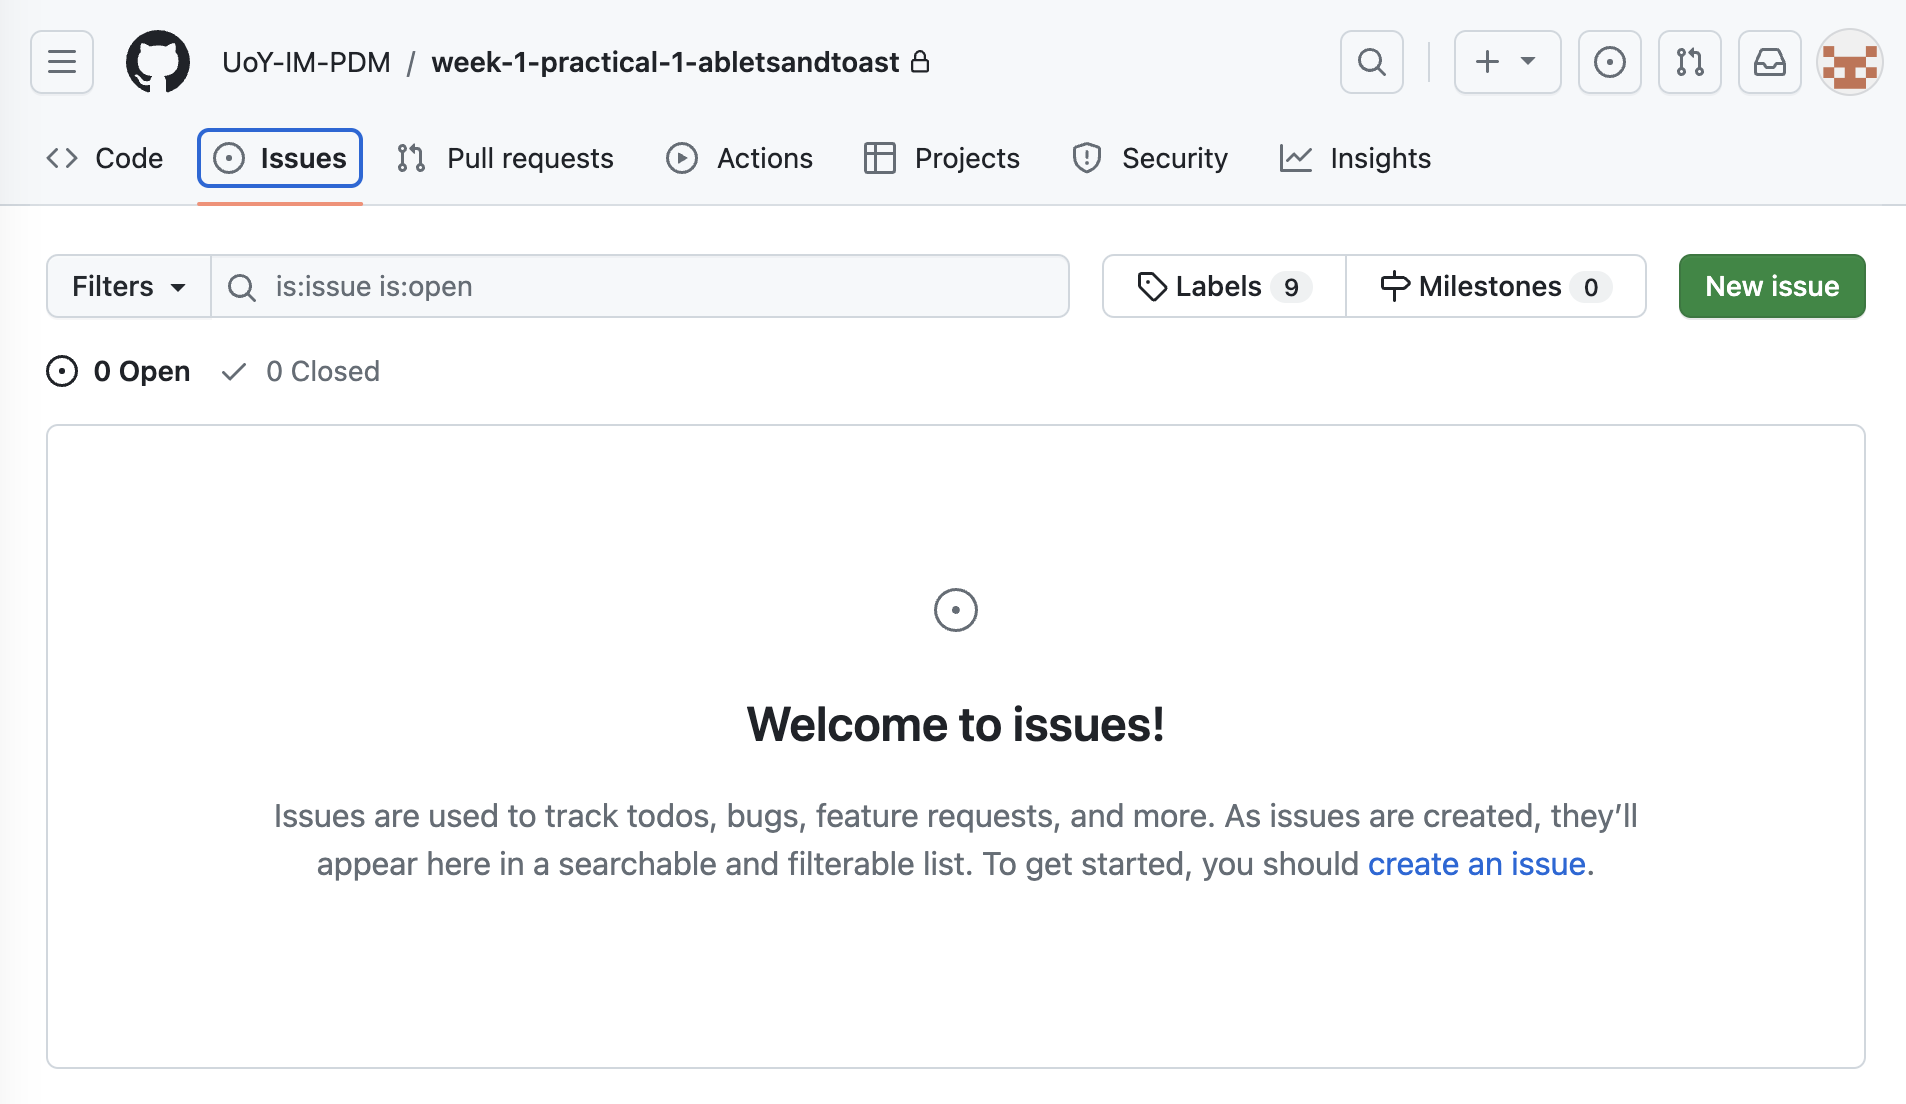 UoY-IM-PDM / week-1-practical-1-abletsandtoast
Code Issues Pull requests Actions Projects Security Insights
Filters is:issue is:open Labels 9 Milestones 0 New issue
0 Open 0 Closed
Welcome to issues!
Issues are used to track todos, bugs, feature requests, and more. As issues are created, they’ll
appear here in a searchable and filterable list. To get started, you should create an issue.